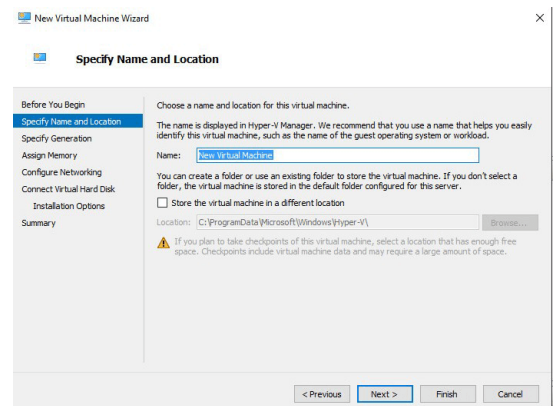 New Virtual Machine Wizard
Specify Name and Location
Before You Begin
Specify Name and Location
Specify Generation
Assign Memory
Configure Networking
Connect Virtual Hard Disk
Installation Options
Summary
Choose a name and location for this virtual machine.
The name is displayed in Hyper-V Manager. We recommend that you use a name that helps you easily
identify this virtual machine, such as the name of the guest operating system or workload.
Name: New Virtual Machine
You can create a folder or use an existing folder to store the virtual machine. If you don't select a
folder, the virtual machine is stored in the default folder configured for this server.
Store the virtual machine in a different location
Location: C:\ProgramData\Microsoft\Windows\Hyper-V\ Browse...
If you plan to take checkpoints of this virtual machine, select a location that has enough free
space. Checkpoints include virtual machine data and may require a large amount of space.
< Previous Next > Finish Cancel